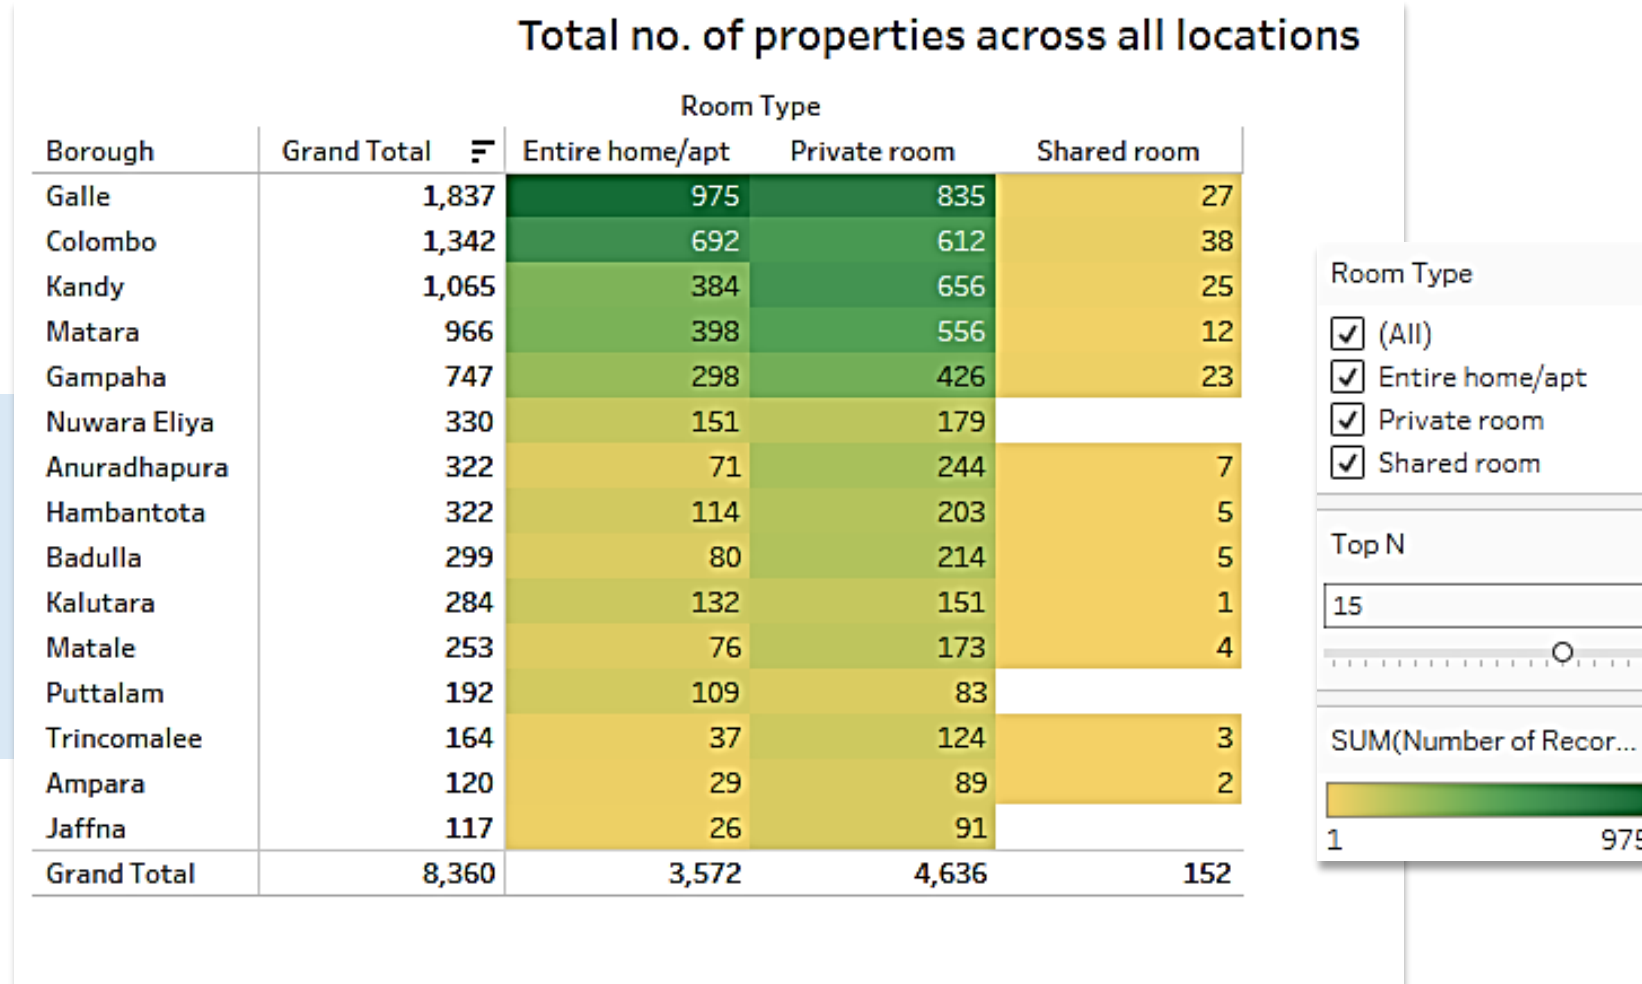 Total no. of properties across all locations
Room Type
Borough Grand Total Entire home/apt Private room Shared room
Galle 1,837 975 835 27
Colombo 1,342 692 612 38
Kandy 1,065 384 656 25
Matara 966 398 556 12
Gampaha 747 298 426 23
Nuwara Eliya 330 151 179
Anuradhapura 322 71 244 7
Hambantota 322 114 203 5
Badulla 299 80 214 5
Kalutara 284 132 151 1
Matale 253 76 173 4
Puttalam 192 109 83
Trincomalee 164 37 124 3
Ampara 120 29 89 2
Jaffna 117 26 91
Grand Total 8,360 3,572 4,636 152
Room Type
(All)
Entire home/apt
Private room
Shared room
Top N
15
SUM(Number of Recor...
1 975